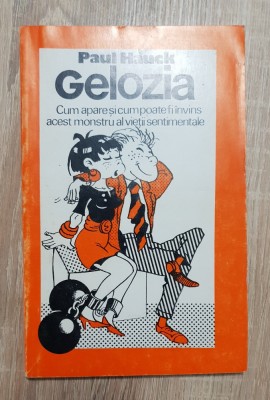 Paul Hauck
Gelozia
Cum apare și cum poate fi învins
acest monstru al vieții sentimentale